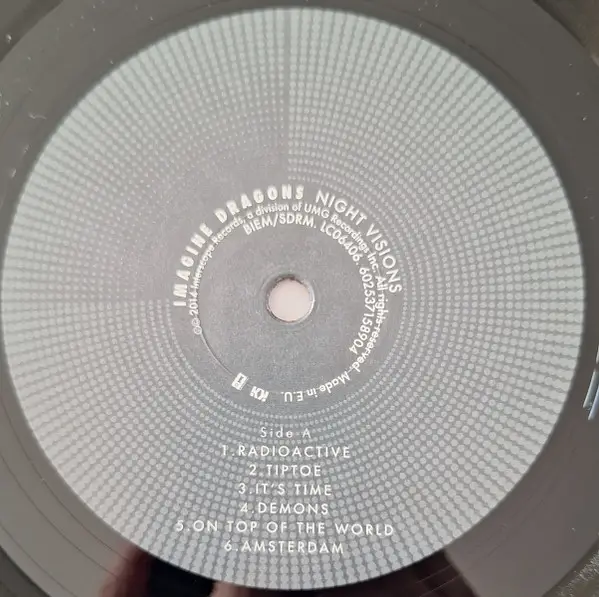 IMAGINE DRAGONS NIGHT VISIONS
℗© 2014 Interscope Records, a division of UMG Recordings Inc. All rights reserved. Made in E.U.
BIEM/SDRM. LC06406. 602537158904
Side A
1.RADIOACTIVE
2.TIPTOE
3.IT'S TIME
4.DEMONS
5.ON TOP OF THE WORLD
6.AMSTERDAM